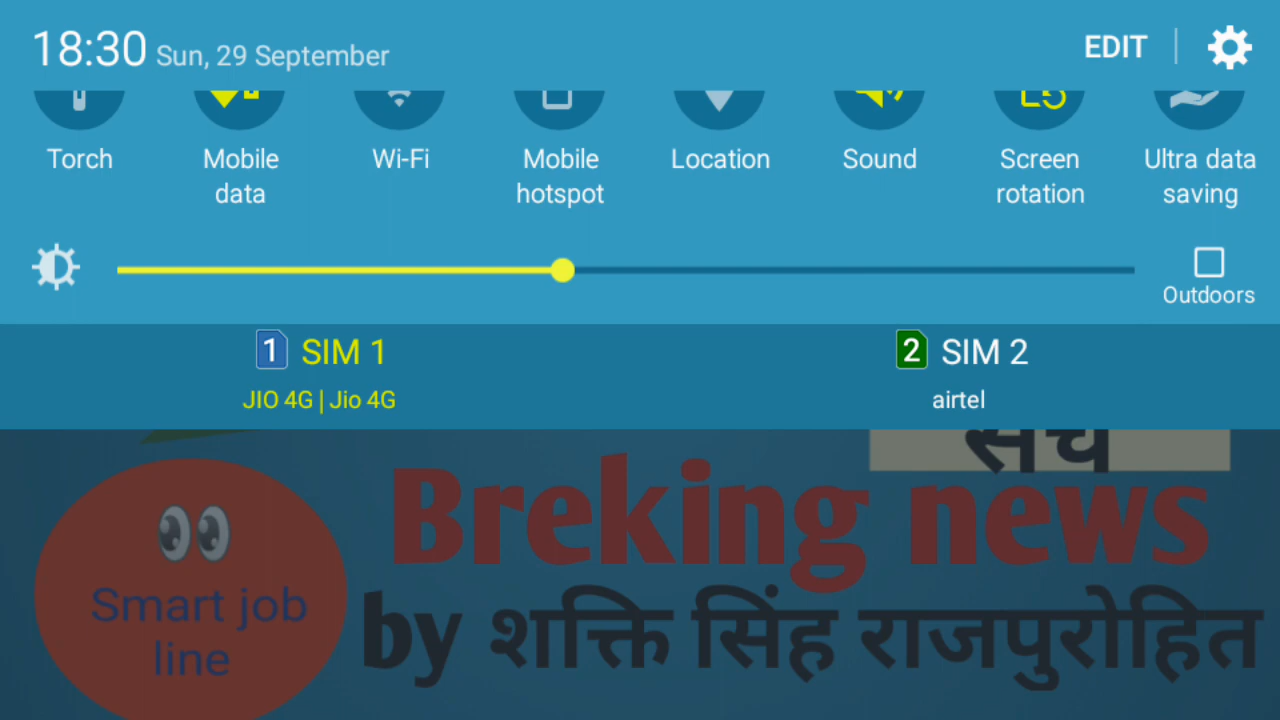 18:30 Sun, 29 September EDIT
Torch Mobile data Wi-Fi Mobile hotspot Location Sound Screen rotation Ultra data saving
Outdoors
1 SIM 1 2 SIM 2
JIO 4G | Jio 4G airtel
सच
Breking news
👀
Smart job
line
by शक्ति सिंह राजपुरोहित